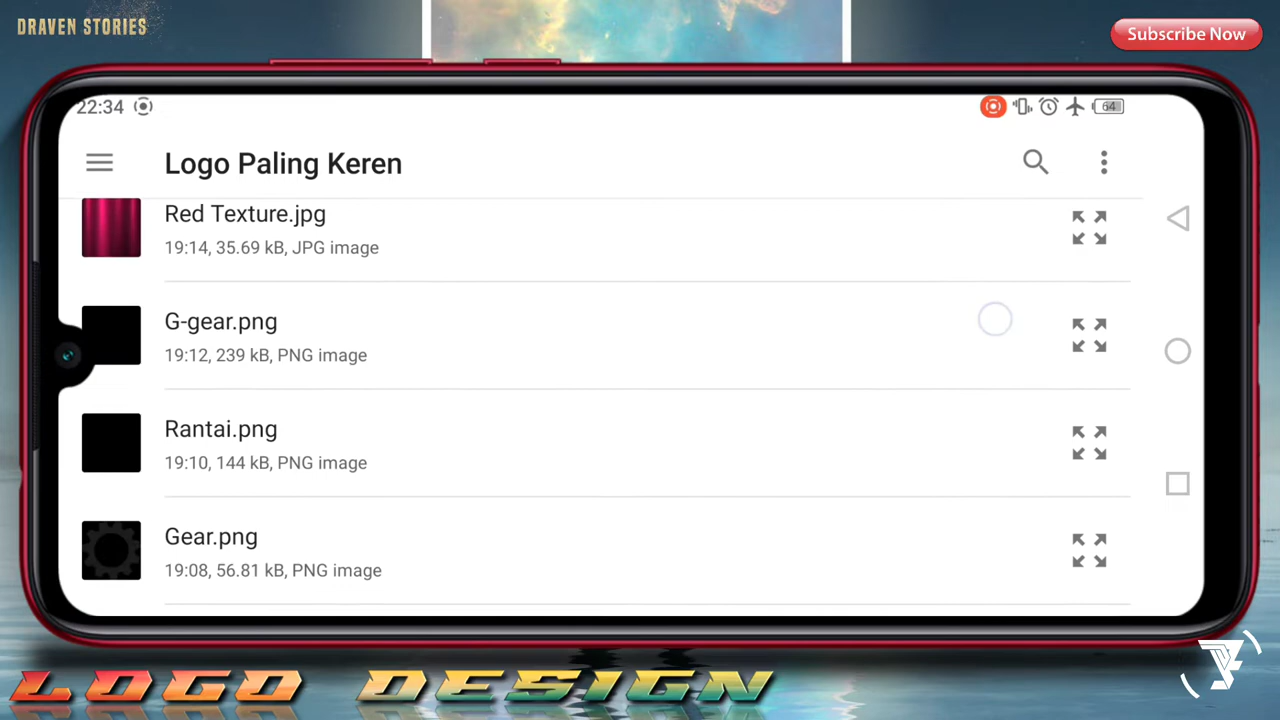 DRAVEN STORIES
Subscribe Now
22:34
64
Logo Paling Keren
Red Texture.jpg
19:14, 35.69 kB, JPG image
G-gear.png
19:12, 239 kB, PNG image
Rantai.png
19:10, 144 kB, PNG image
Gear.png
19:08, 56.81 kB, PNG image
LOGO DESIGN